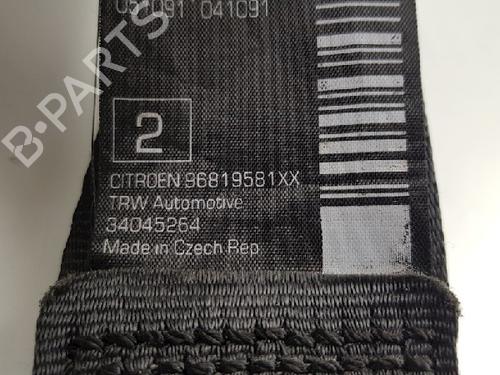 041091
2
CITROEN 96819581XX
TRW Automotive
34045264
Made in Czech Rep
B-PARTS